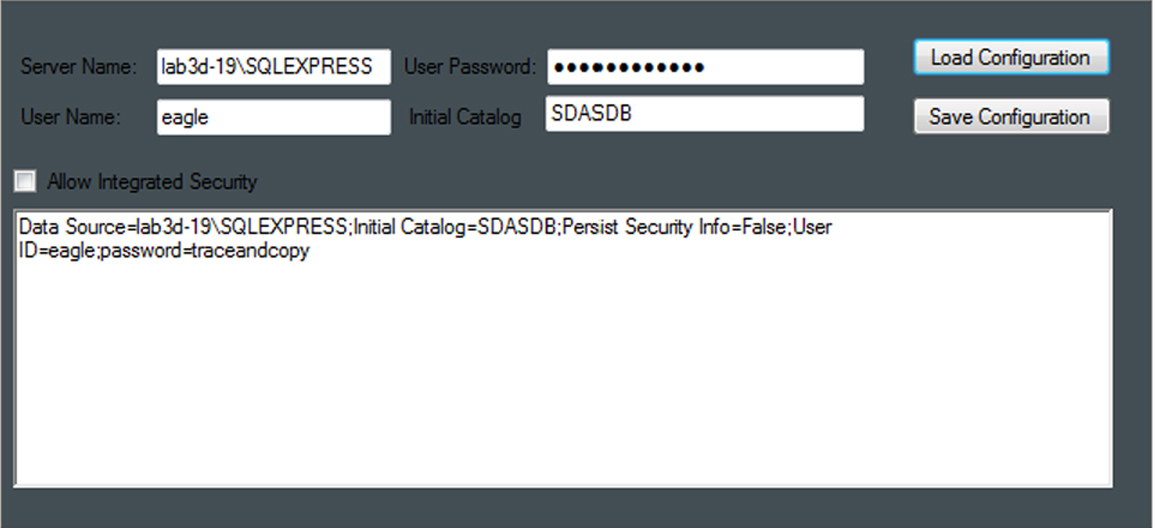 Server Name: lab3d-19\SQLEXPRESS User Password: ●●●●●●●●●●●● Load Configuration
User Name: eagle Initial Catalog SDASDB Save Configuration
Allow Integrated Security
Data Source=lab3d-19\SQLEXPRESS;Initial Catalog=SDASDB;Persist Security Info=False;User
ID=eagle;password=traceandcopy